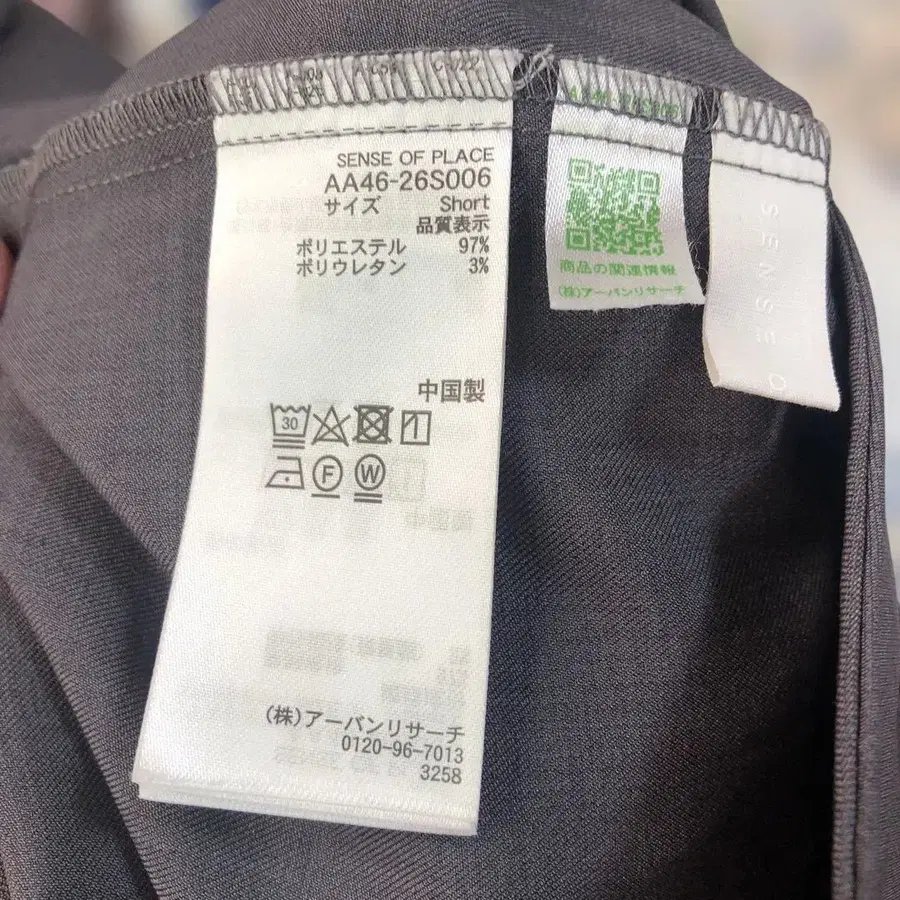 SENSE OF PLACE
AA46-26S006
サイズ Short
品質表示
ポリエステル 97%
ポリウレタン 3%
中国製
30
F W
(株)アーバンリサーチ
0120-96-7013
3258
商品の関連情報
(株)アーバンリサーチ
SENSE O